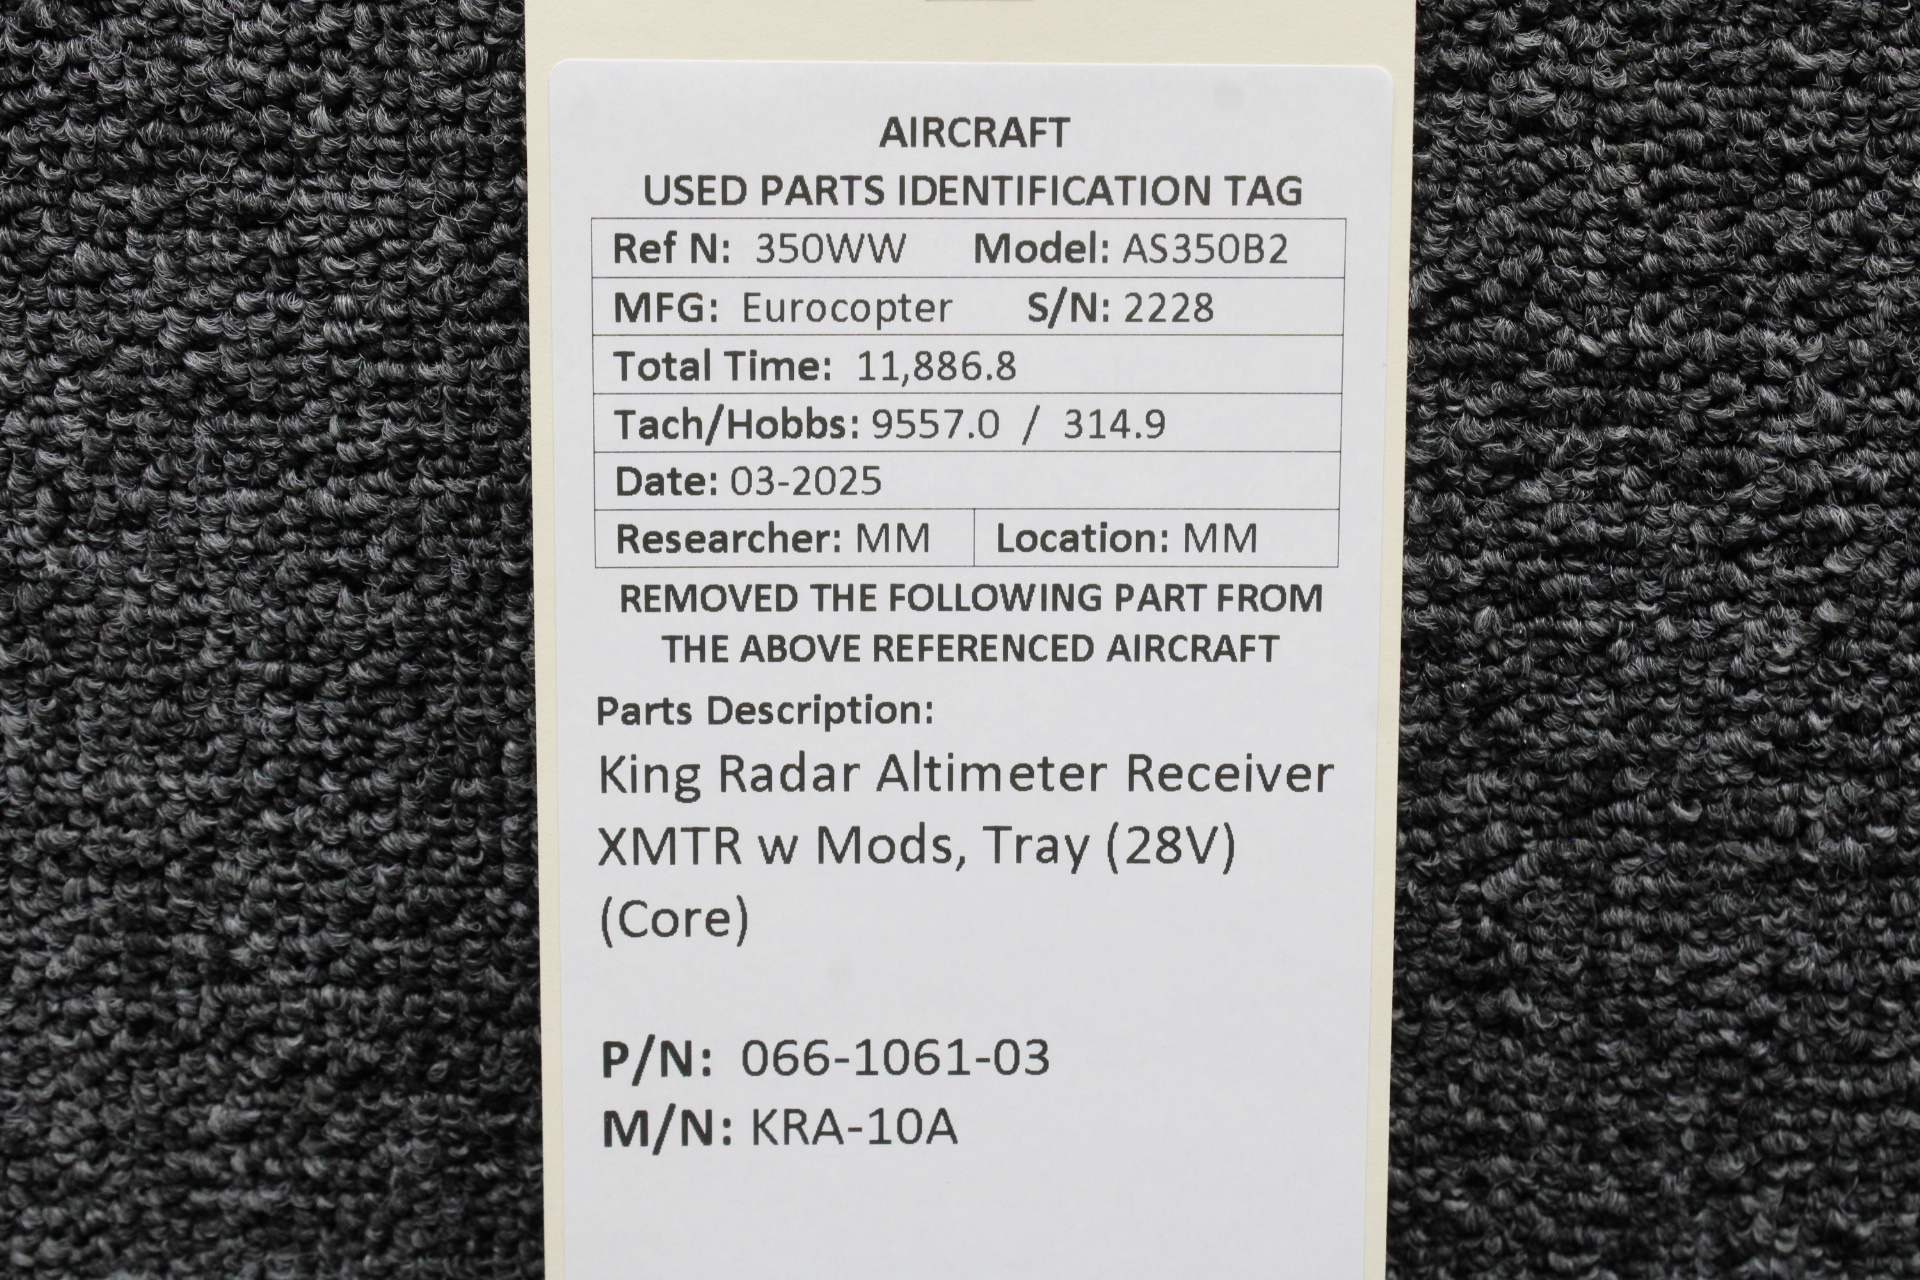 AIRCRAFT
USED PARTS IDENTIFICATION TAG
Ref N: 350WW Model: AS350B2
MFG: Eurocopter S/N: 2228
Total Time: 11,886.8
Tach/Hobbs: 9557.0 / 314.9
Date: 03-2025
Researcher: MM Location: MM
REMOVED THE FOLLOWING PART FROM
THE ABOVE REFERENCED AIRCRAFT
Parts Description:
King Radar Altimeter Receiver
XMTR w Mods, Tray (28V)
(Core)
P/N: 066-1061-03
M/N: KRA-10A